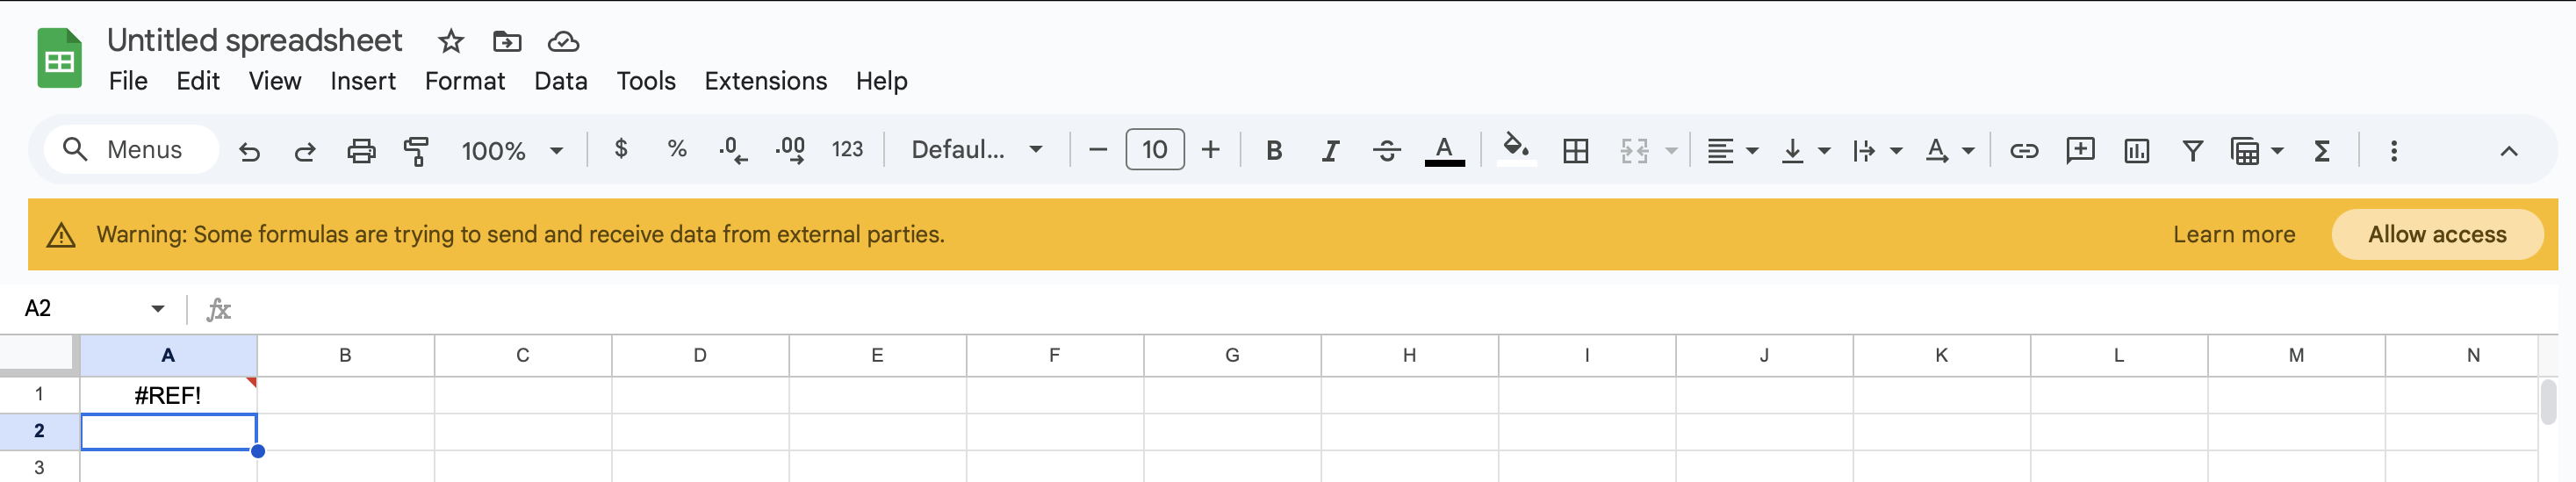 Untitled spreadsheet
File Edit View Insert Format Data Tools Extensions Help
Menus 100% $ % .0 .00 123 Defaul... 10 B I S A A Σ
Warning: Some formulas are trying to send and receive data from external parties. Learn more Allow access
A2 fx
A B C D E F G H I J K L M N
1 #REF!
2
3